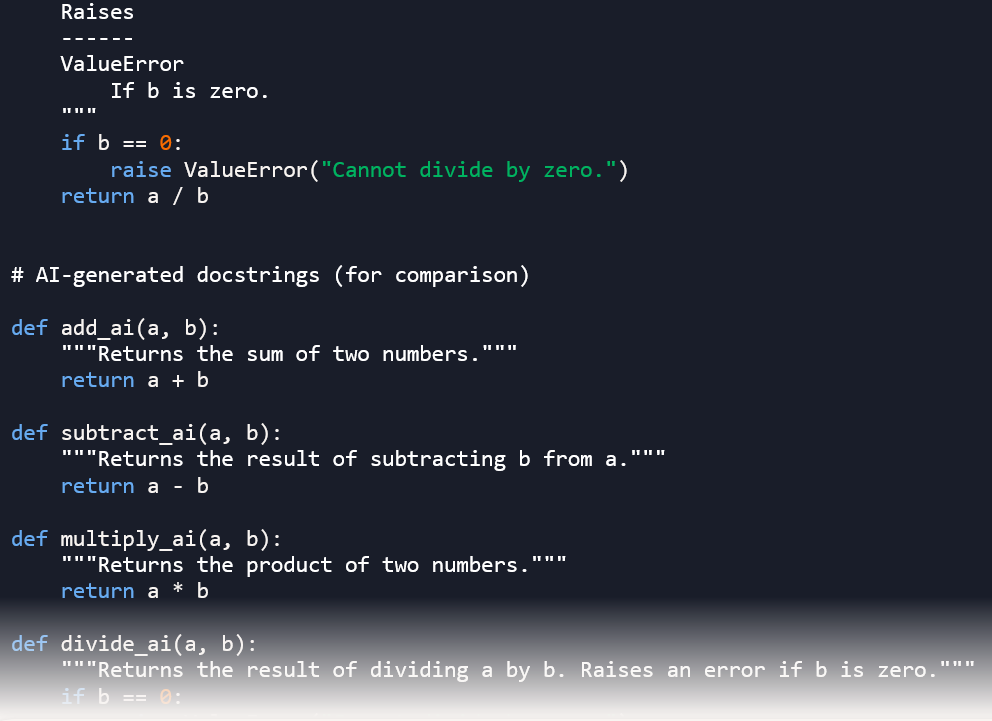 Raises
------
ValueError
If b is zero.
"""
if b == 0:
raise ValueError("Cannot divide by zero.")
return a / b
# AI-generated docstrings (for comparison)
def add_ai(a, b):
"""Returns the sum of two numbers."""
return a + b
def subtract_ai(a, b):
"""Returns the result of subtracting b from a."""
return a - b
def multiply_ai(a, b):
"""Returns the product of two numbers."""
return a * b
def divide_ai(a, b):
"""Returns the result of dividing a by b. Raises an error if b is zero."""
if b == 0: